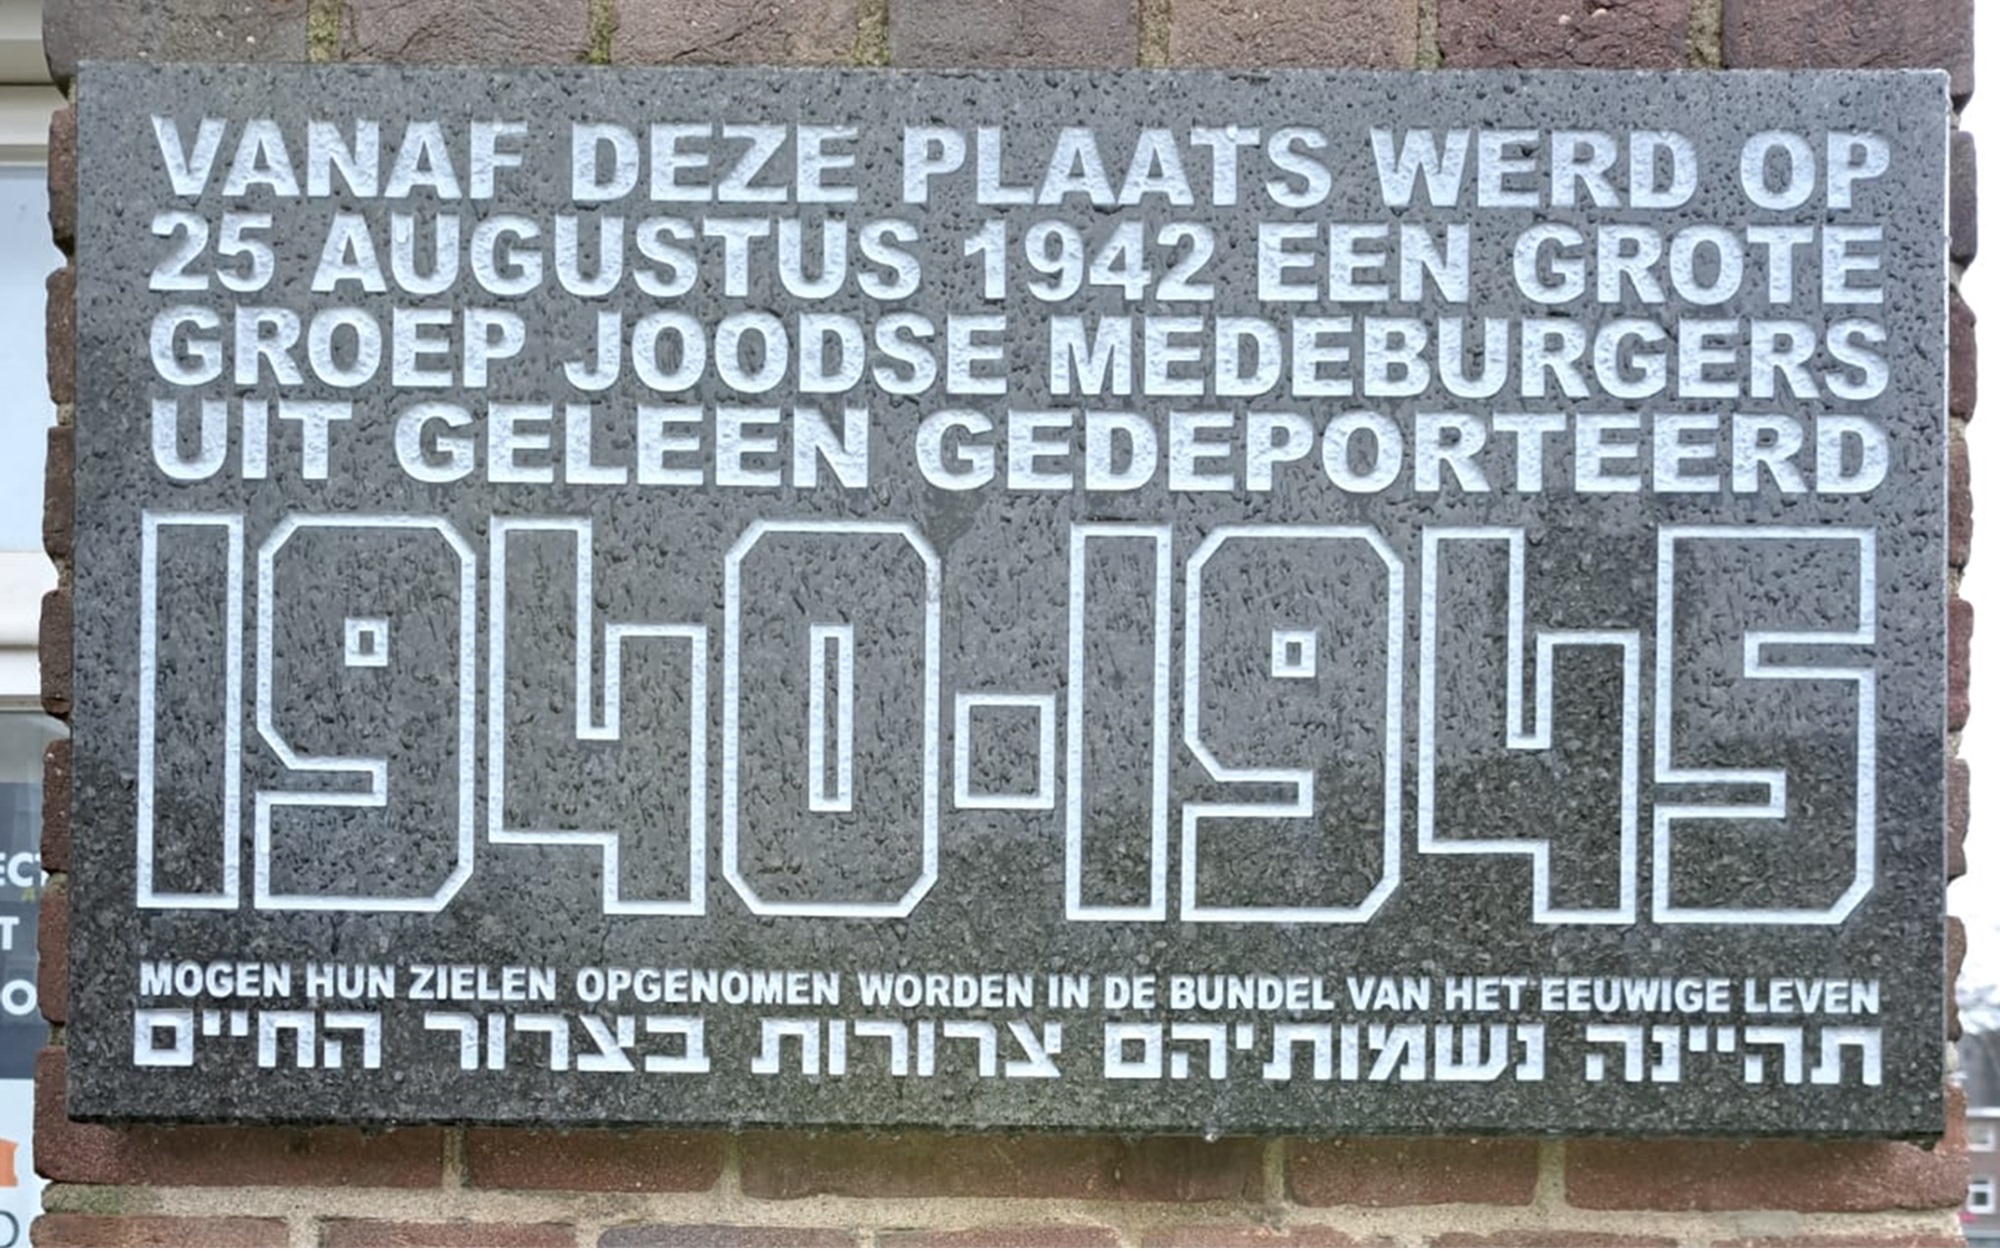 VANAF DEZE PLAATS WERD OP
25 AUGUSTUS 1942 EEN GROTE
GROEP JOODSE MEDEBURGERS
UIT GELEEN GEDEPORTEERD
1940-1945
MOGEN HUN ZIELEN OPGENOMEN WORDEN IN DE BUNDEL VAN HET EEUWIGE LEVEN
תהיינה נשמותיהם צרורות בצרור החיים